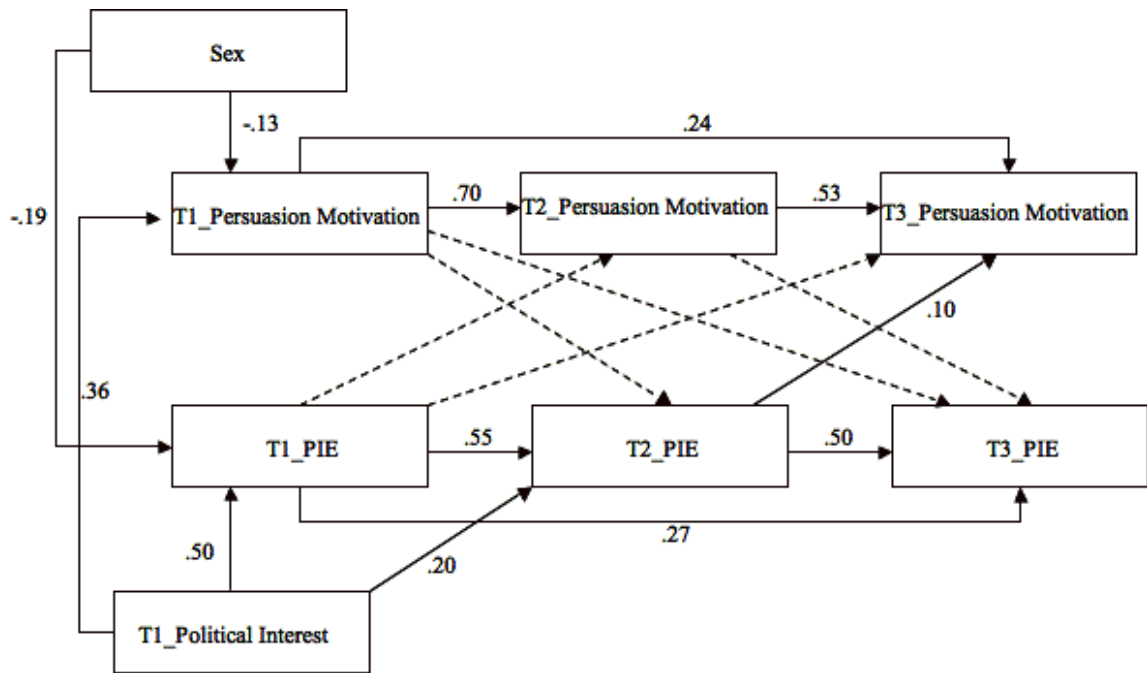 Sex
-.13
.24
-.19
T1_Persuasion Motivation
.70
T2_Persuasion Motivation
.53
T3_Persuasion Motivation
.10
.36
T1_PIE
.55
T2_PIE
.50
T3_PIE
.27
.50
.20
T1_Political Interest